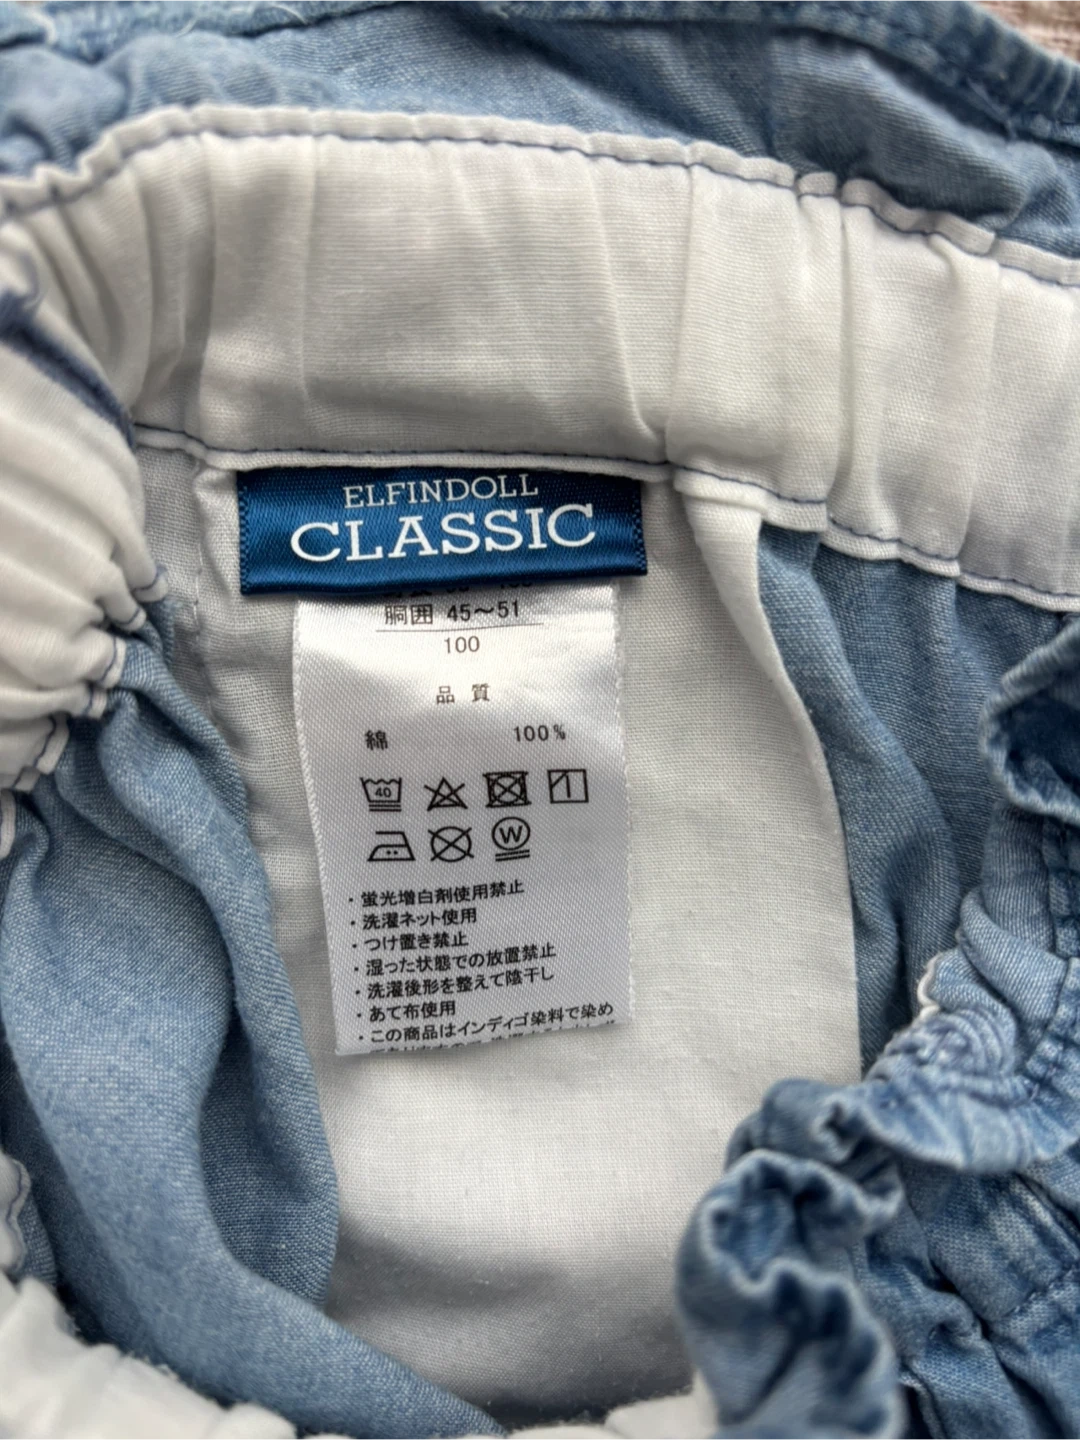 ELFINDOLL
CLASSIC
胴囲 45～51
100
品 質
綿 100%
40
W
・蛍光増白剤使用禁止
・洗濯ネット使用
・つけ置き禁止
・湿った状態での放置禁止
・洗濯後形を整えて陰干し
・あて布使用
・この商品はインディゴ染料で染め